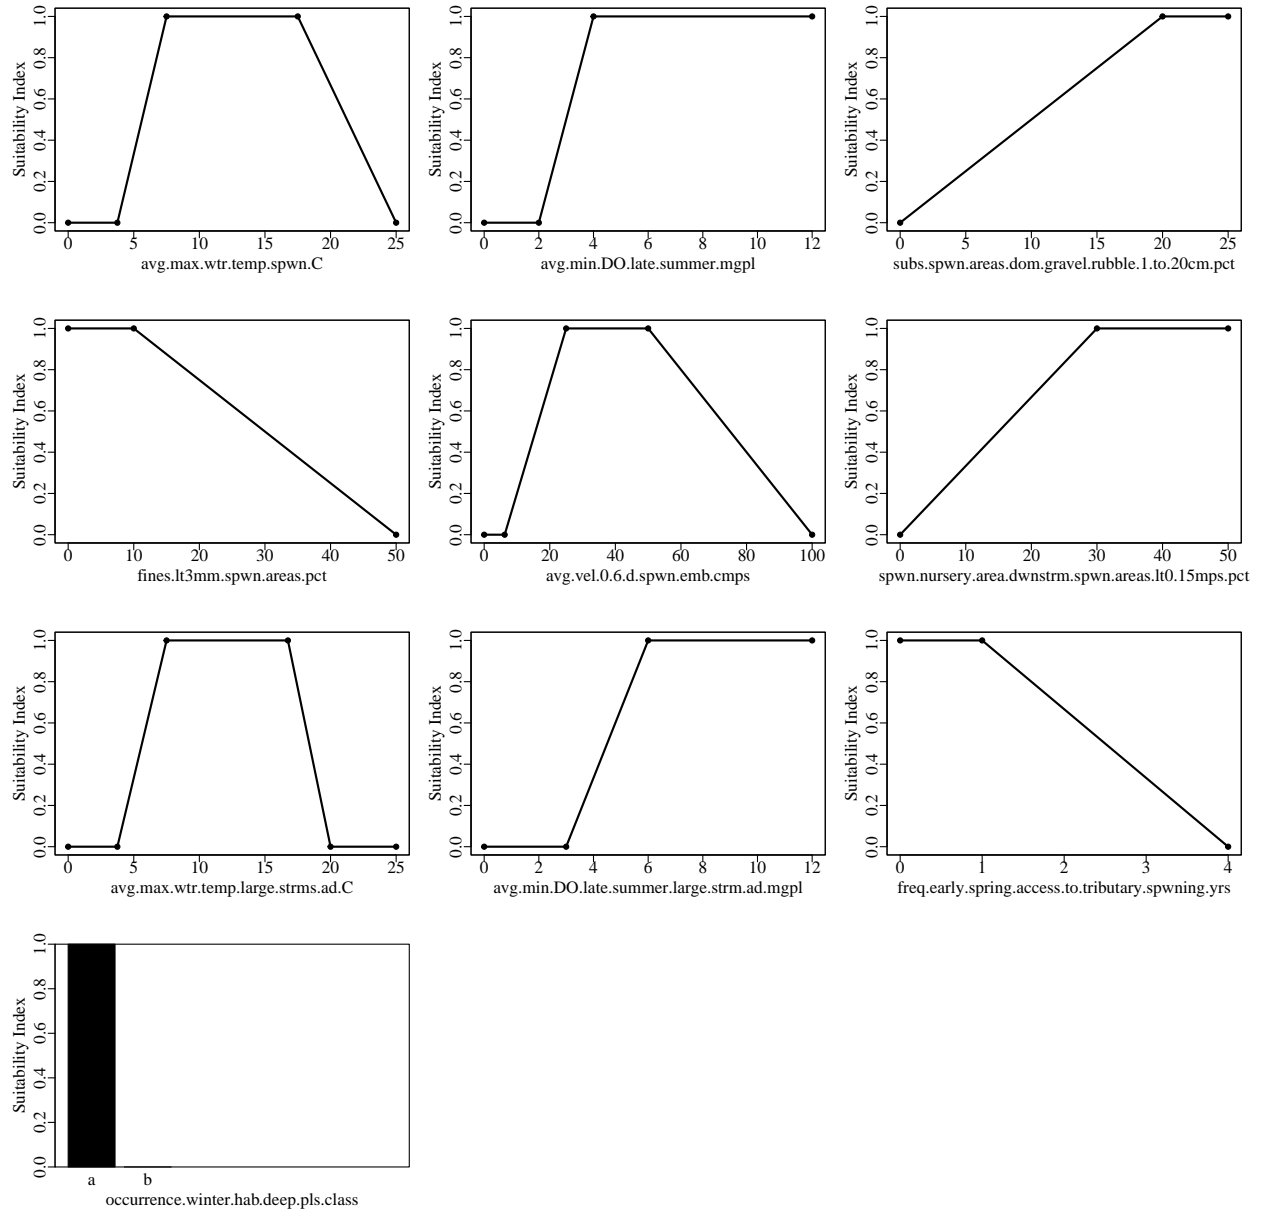 Suitability Index
0.0 0.2 0.4 0.6 0.8 1.0
0 5 10 15 20 25
avg.max.wtr.temp.spwn.C
Suitability Index
0.0 0.2 0.4 0.6 0.8 1.0
0 2 4 6 8 10 12
avg.min.DO.late.summer.mgpl
Suitability Index
0.0 0.2 0.4 0.6 0.8 1.0
0 5 10 15 20 25
subs.spwn.areas.dom.gravel.rubble.1.to.20cm.pct
Suitability Index
0.0 0.2 0.4 0.6 0.8 1.0
0 10 20 30 40 50
fines.lt3mm.spwn.areas.pct
Suitability Index
0.0 0.2 0.4 0.6 0.8 1.0
0 20 40 60 80 100
avg.vel.0.6.d.spwn.emb.cmps
Suitability Index
0.0 0.2 0.4 0.6 0.8 1.0
0 10 20 30 40 50
spwn.nursery.area.dwnstrm.spwn.areas.lt0.15mps.pct
Suitability Index
0.0 0.2 0.4 0.6 0.8 1.0
0 5 10 15 20 25
avg.max.wtr.temp.large.strms.ad.C
Suitability Index
0.0 0.2 0.4 0.6 0.8 1.0
0 2 4 6 8 10 12
avg.min.DO.late.summer.large.strm.ad.mgpl
Suitability Index
0.0 0.2 0.4 0.6 0.8 1.0
0 1 2 3 4
freq.early.spring.access.to.tributary.spwning.yrs
Suitability Index
0.0 0.2 0.4 0.6 0.8 1.0
a b
occurrence.winter.hab.deep.pls.class